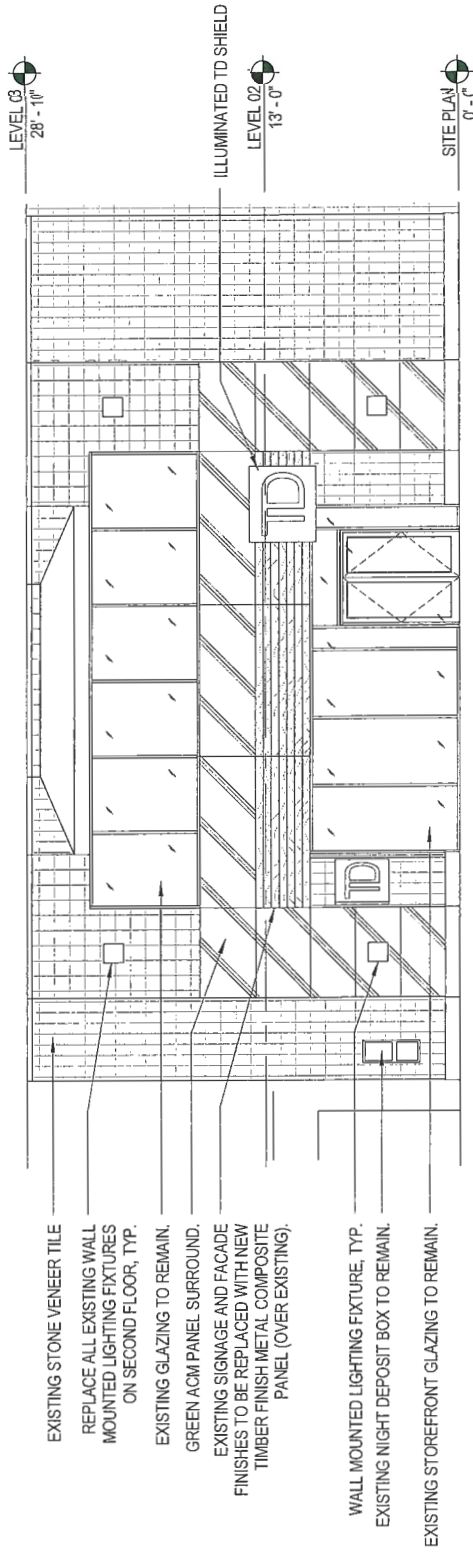 EXISTING STONE VENEER TILE
REPLACE ALL EXISTING WALL
MOUNTED LIGHTING FIXTURES
ON SECOND FLOOR, TYP.
EXISTING GLAZING TO REMAIN.
GREEN ACM PANEL SURROUND.
EXISTING SIGNAGE AND FACADE
FINISHES TO BE REPLACED WITH NEW
TIMBER FINISH METAL COMPOSITE
PANEL (OVER EXISTING).
WALL MOUNTED LIGHTING FIXTURE, TYP.
EXISTING NIGHT DEPOSIT BOX TO REMAIN.
EXISTING STOREFRONT GLAZING TO REMAIN.
TD
TD
LEVEL 03
28' - 10"
ILLUMINATED TD SHIELD
LEVEL 02
13' - 0"
SITE PLAN
0' - 0"